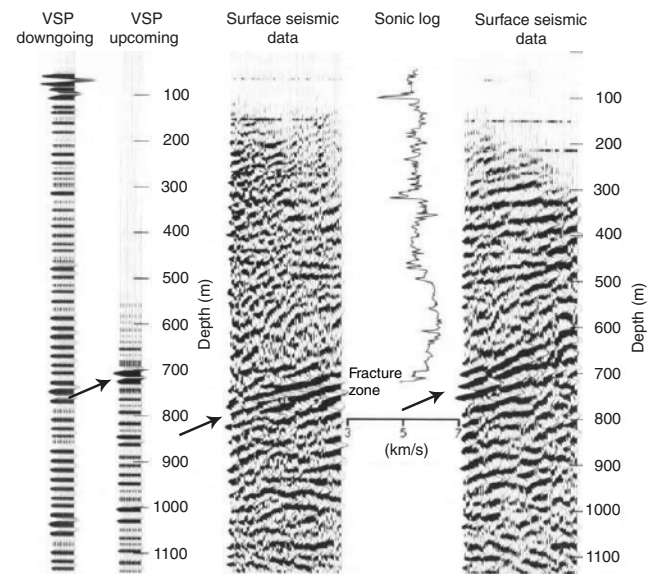 VSP
downgoing
VSP
upcoming
Surface seismic
data
Sonic log
Surface seismic
data
100
200
300
400
500
600
700
800
900
1000
1100
Depth (m)
Fracture
zone
3 5 7
(km/s)
100
200
300
400
500
600
700
800
900
1000
1100
Depth (m)